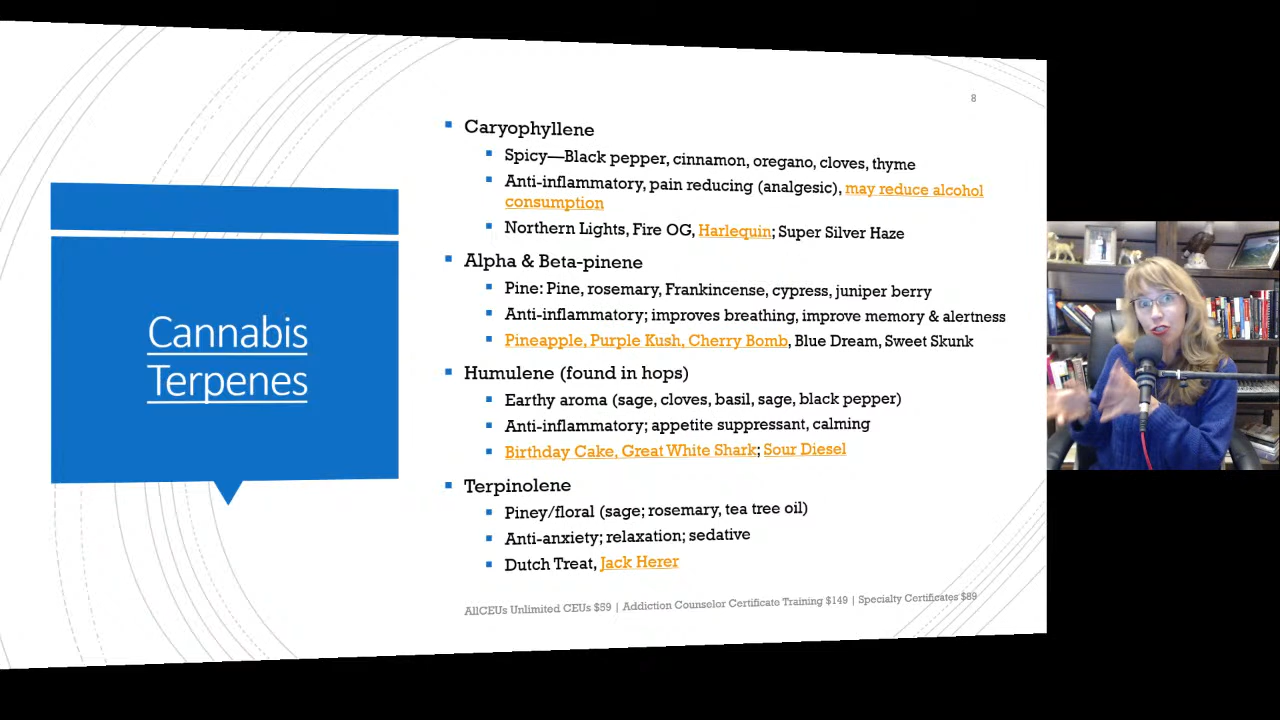 8
Cannabis
Terpenes
Caryophyllene
Spicy—Black pepper, cinnamon, oregano, cloves, thyme
Anti-inflammatory, pain reducing (analgesic), may reduce alcohol
consumption
Northern Lights, Fire OG, Harlequin; Super Silver Haze
Alpha & Beta-pinene
Pine: Pine, rosemary, Frankincense, cypress, juniper berry
Anti-inflammatory; improves breathing, improve memory & alertness
Pineapple, Purple Kush, Cherry Bomb, Blue Dream, Sweet Skunk
Humulene (found in hops)
Earthy aroma (sage, cloves, basil, sage, black pepper)
Anti-inflammatory; appetite suppressant, calming
Birthday Cake, Great White Shark; Sour Diesel
Terpinolene
Piney/floral (sage; rosemary, tea tree oil)
Anti-anxiety; relaxation; sedative
Dutch Treat, Jack Herer
AllCEUs Unlimited CEUs $59 | Addiction Counselor Certificate Training $149 | Specialty Certificates $89